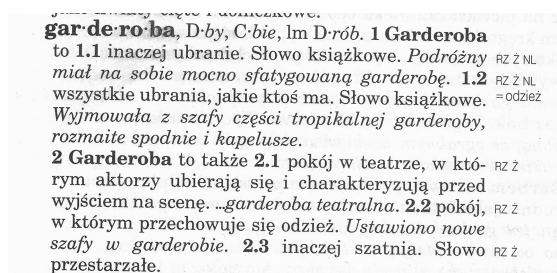 gar·de·ro·ba, D·by, C·bie, lm D·rób. 1 Garderoba
to 1.1 inaczej ubranie. Słowo książkowe. Podróżny RZ Ż NL
miał na sobie mocno sfatygowaną garderobę. 1.2 RZ Ż NL
wszystkie ubrania, jakie ktoś ma. Słowo książkowe. =odzież
Wyjmowała z szafy części tropikalnej garderoby,
rozmaite spodnie i kapelusze.
2 Garderoba to także 2.1 pokój w teatrze, w któ- RZ Ż
rym aktorzy ubierają się i charakteryzują przed
wyjściem na scenę. ..garderoba teatralna. 2.2 pokój, RZ Ż
w którym przechowuje się odzież. Ustawiono nowe
szafy w garderobie. 2.3 inaczej szatnia. Słowo RZ Ż
przestarzałe.